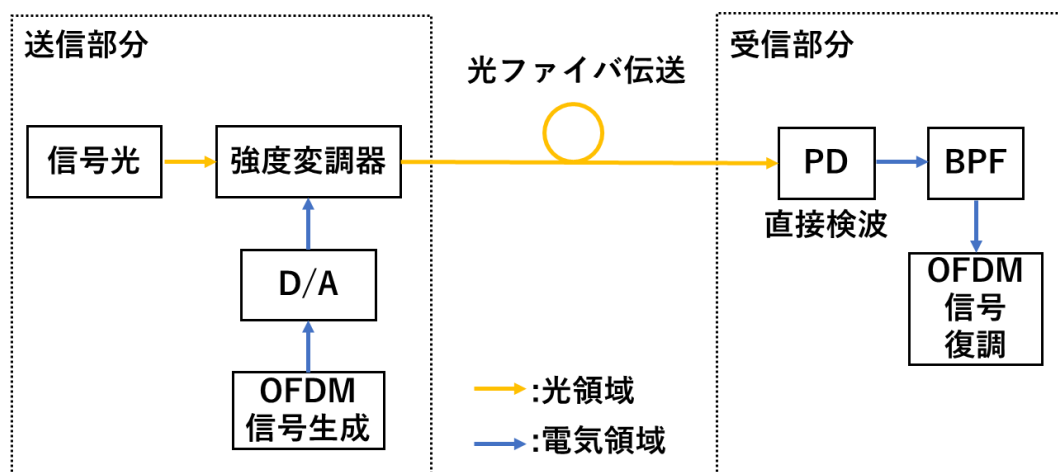 送信部分
受信部分
光ファイバ伝送
信号光
強度変調器
PD
BPF
直接検波
D/A
OFDM
信号
復調
OFDM
信号生成
:光領域
:電気領域